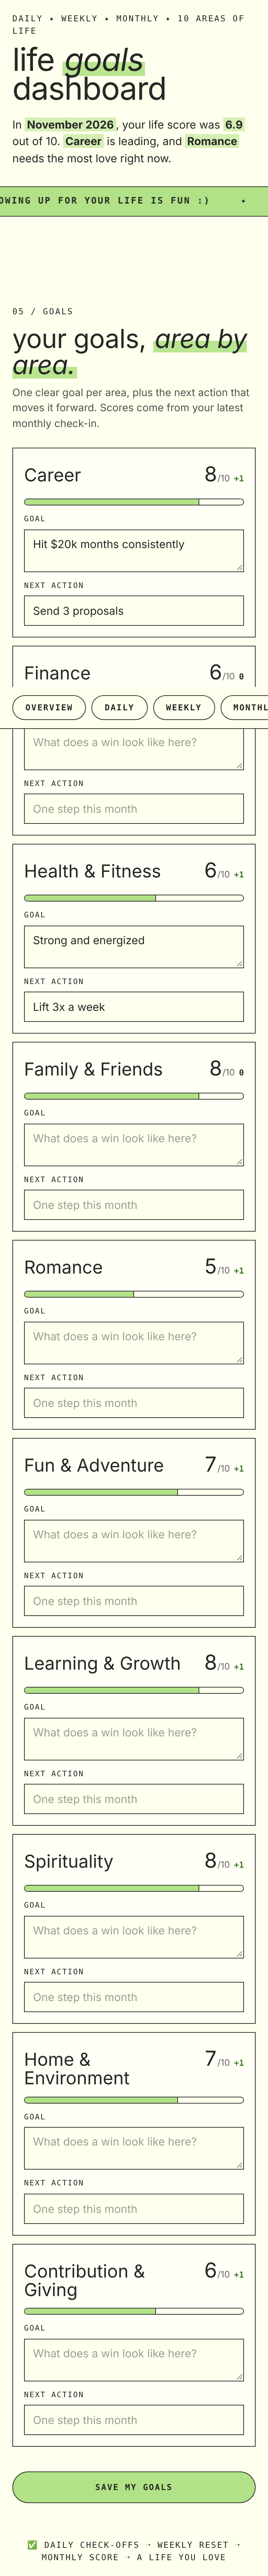 DAILY ✦ WEEKLY ✦ MONTHLY ✦ 10 AREAS OF
LIFE
life goals
dashboard
In November 2026, your life score was 6.9
out of 10. Career is leading, and Romance
needs the most love right now.
OWING UP FOR YOUR LIFE IS FUN :) ✦
05 / GOALS
your goals, area by
area.
One clear goal per area, plus the next action that
moves it forward. Scores come from your latest
monthly check-in.
Career 8/10 +1
GOAL
Hit $20k months consistently
NEXT ACTION
Send 3 proposals
Finance 6/10 0
OVERVIEW DAILY WEEKLY MONTHL
What does a win look like here?
NEXT ACTION
One step this month
Health & Fitness 6/10 +1
GOAL
Strong and energized
NEXT ACTION
Lift 3x a week
Family & Friends 8/10 0
GOAL
What does a win look like here?
NEXT ACTION
One step this month
Romance 5/10 +1
GOAL
What does a win look like here?
NEXT ACTION
One step this month
Fun & Adventure 7/10 +1
GOAL
What does a win look like here?
NEXT ACTION
One step this month
Learning & Growth 8/10 +1
GOAL
What does a win look like here?
NEXT ACTION
One step this month
Spirituality 8/10 +1
GOAL
What does a win look like here?
NEXT ACTION
One step this month
Home &
Environment 7/10 +1
GOAL
What does a win look like here?
NEXT ACTION
One step this month
Contribution &
Giving 6/10 +1
GOAL
What does a win look like here?
NEXT ACTION
One step this month
SAVE MY GOALS
✅ DAILY CHECK-OFFS ➝ WEEKLY RESET ➝
MONTHLY SCORE ➝ A LIFE YOU LOVE